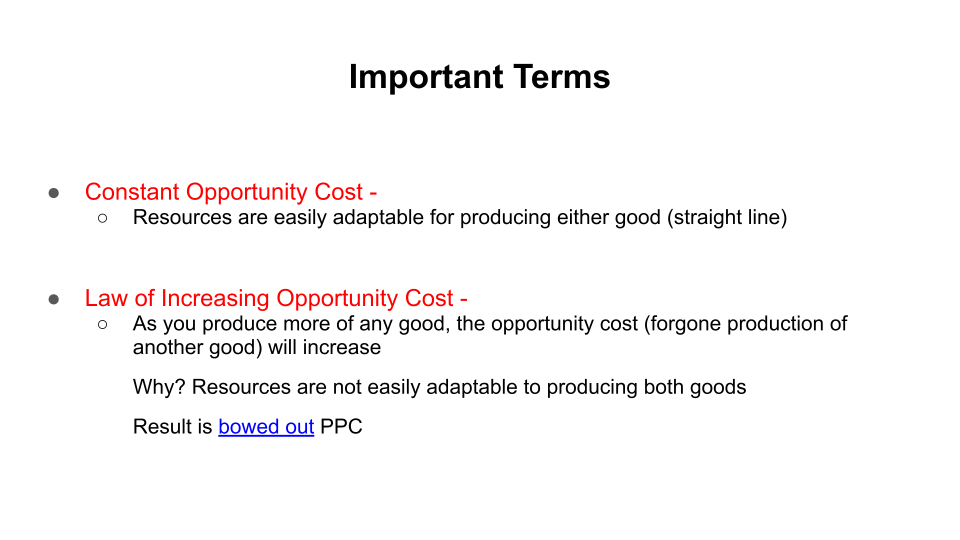 Important Terms
● Constant Opportunity Cost -
○ Resources are easily adaptable for producing either good (straight line)
● Law of Increasing Opportunity Cost -
○ As you produce more of any good, the opportunity cost (forgone production of
another good) will increase
Why? Resources are not easily adaptable to producing both goods
Result is bowed out PPC